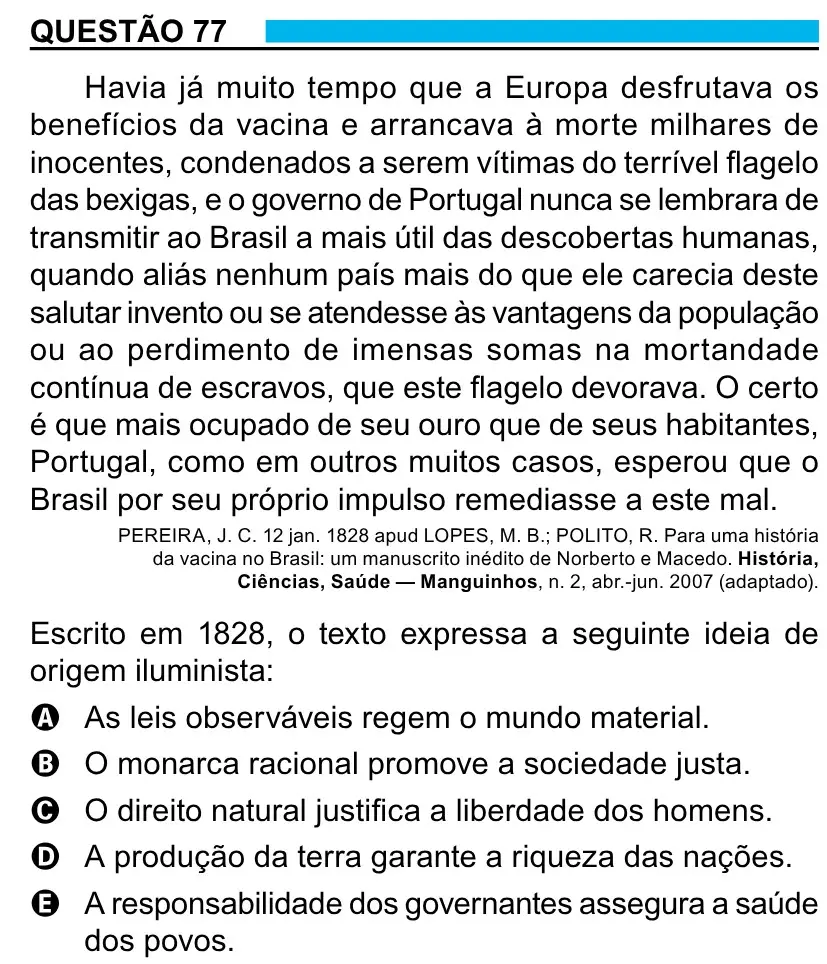 QUESTÃO 77
Havia já muito tempo que a Europa desfrutava os
benefícios da vacina e arrancava à morte milhares de
inocentes, condenados a serem vítimas do terrível flagelo
das bexigas, e o governo de Portugal nunca se lembrara de
transmitir ao Brasil a mais útil das descobertas humanas,
quando aliás nenhum país mais do que ele carecia deste
salutar invento ou se atendesse às vantagens da população
ou ao perdimento de imensas somas na mortandade
contínua de escravos, que este flagelo devorava. O certo
é que mais ocupado de seu ouro que de seus habitantes,
Portugal, como em outros muitos casos, esperou que o
Brasil por seu próprio impulso remediasse a este mal.
PEREIRA, J. C. 12 jan. 1828 apud LOPES, M. B.; POLITO, R. Para uma história
da vacina no Brasil: um manuscrito inédito de Norberto e Macedo. História,
Ciências, Saúde — Manguinhos, n. 2, abr.-jun. 2007 (adaptado).
Escrito em 1828, o texto expressa a seguinte ideia de
origem iluminista:
A As leis observáveis regem o mundo material.
B O monarca racional promove a sociedade justa.
C O direito natural justifica a liberdade dos homens.
D A produção da terra garante a riqueza das nações.
E A responsabilidade dos governantes assegura a saúde
dos povos.